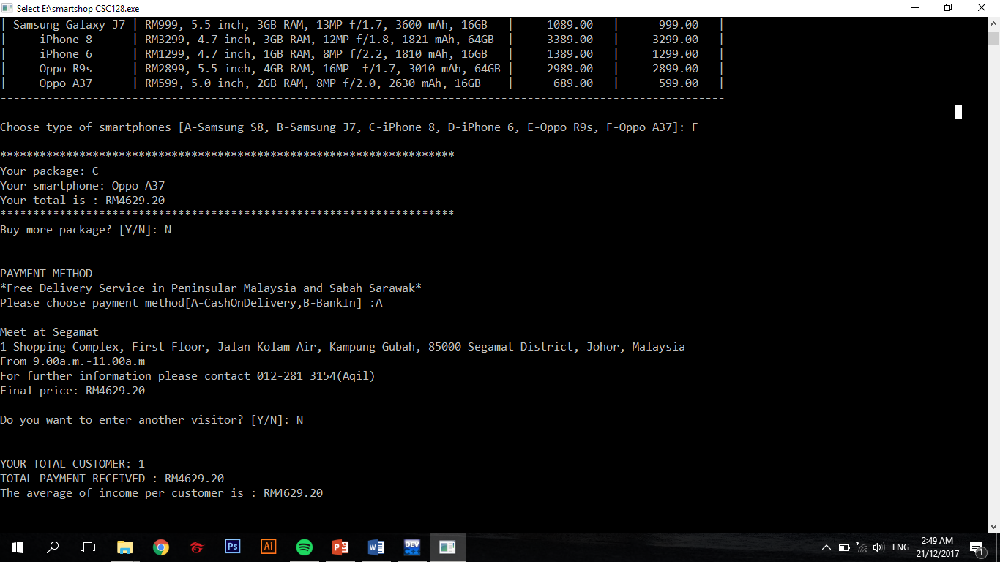 Select E:\smartshop CSC128.exe
| Samsung Galaxy J7 | RM999, 5.5 inch, 3GB RAM, 13MP f/1.7, 3600 mAh, 16GB | 1089.00 | 999.00 |
| iPhone 8 | RM3299, 4.7 inch, 3GB RAM, 12MP f/1.8, 1821 mAh, 64GB | 3389.00 | 3299.00 |
| iPhone 6 | RM1299, 4.7 inch, 1GB RAM, 8MP f/2.2, 1810 mAh, 16GB | 1389.00 | 1299.00 |
| Oppo R9s | RM2899, 5.5 inch, 4GB RAM, 16MP  f/1.7, 3010 mAh, 64GB | 2989.00 | 2899.00 |
| Oppo A37 | RM599, 5.0 inch, 2GB RAM, 8MP f/2.0, 2630 mAh, 16GB | 689.00 | 599.00 |
--------------------------------------------------------------------------------------------------------------
Choose type of smartphones [A-Samsung S8, B-Samsung J7, C-iPhone 8, D-iPhone 6, E-Oppo R9s, F-Oppo A37]: F
*********************************************************************
Your package: C
Your smartphone: Oppo A37
Your total is : RM4629.20
*********************************************************************
Buy more package? [Y/N]: N
PAYMENT METHOD
*Free Delivery Service in Peninsular Malaysia and Sabah Sarawak*
Please choose payment method[A-CashOnDelivery,B-BankIn] :A
Meet at Segamat
1 Shopping Complex, First Floor, Jalan Kolam Air, Kampung Gubah, 85000 Segamat District, Johor, Malaysia
From 9.00a.m.-11.00a.m
For further information please contact 012-281 3154(Aqil)
Final price: RM4629.20
Do you want to enter another visitor? [Y/N]: N
YOUR TOTAL CUSTOMER: 1
TOTAL PAYMENT RECEIVED : RM4629.20
The average of income per customer is : RM4629.20
Ps
Ai
P
W
DEV
ENG
2:49 AM
21/12/2017
1